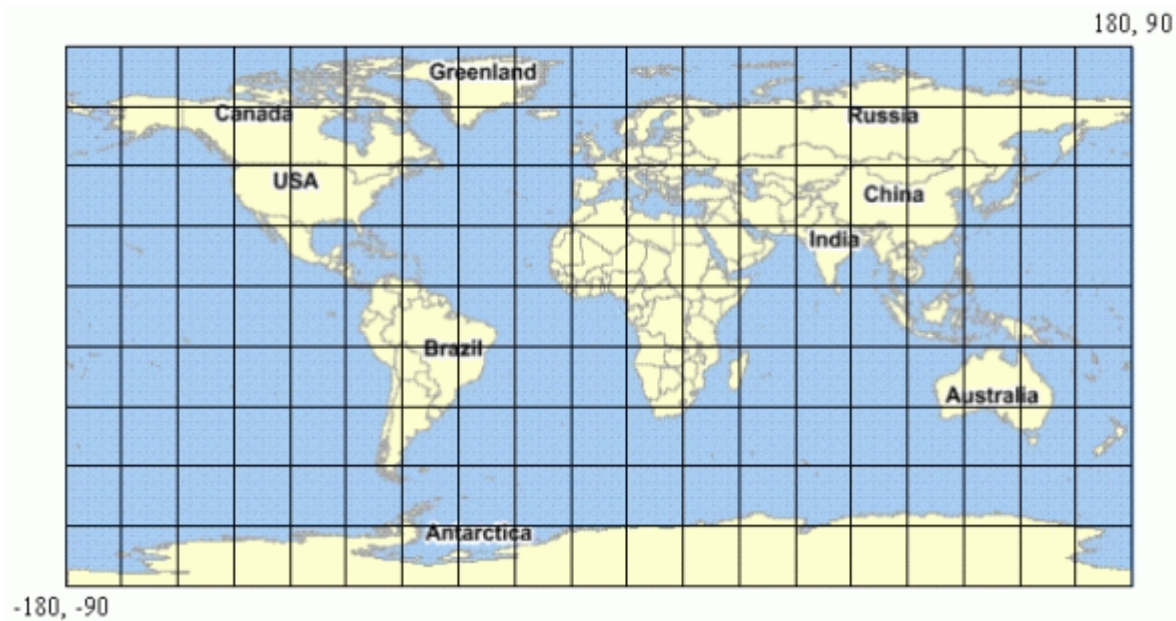 180, 90
Greenland
Canada
Russia
USA
China
India
Brazil
Australia
Antarctica
-180, -90